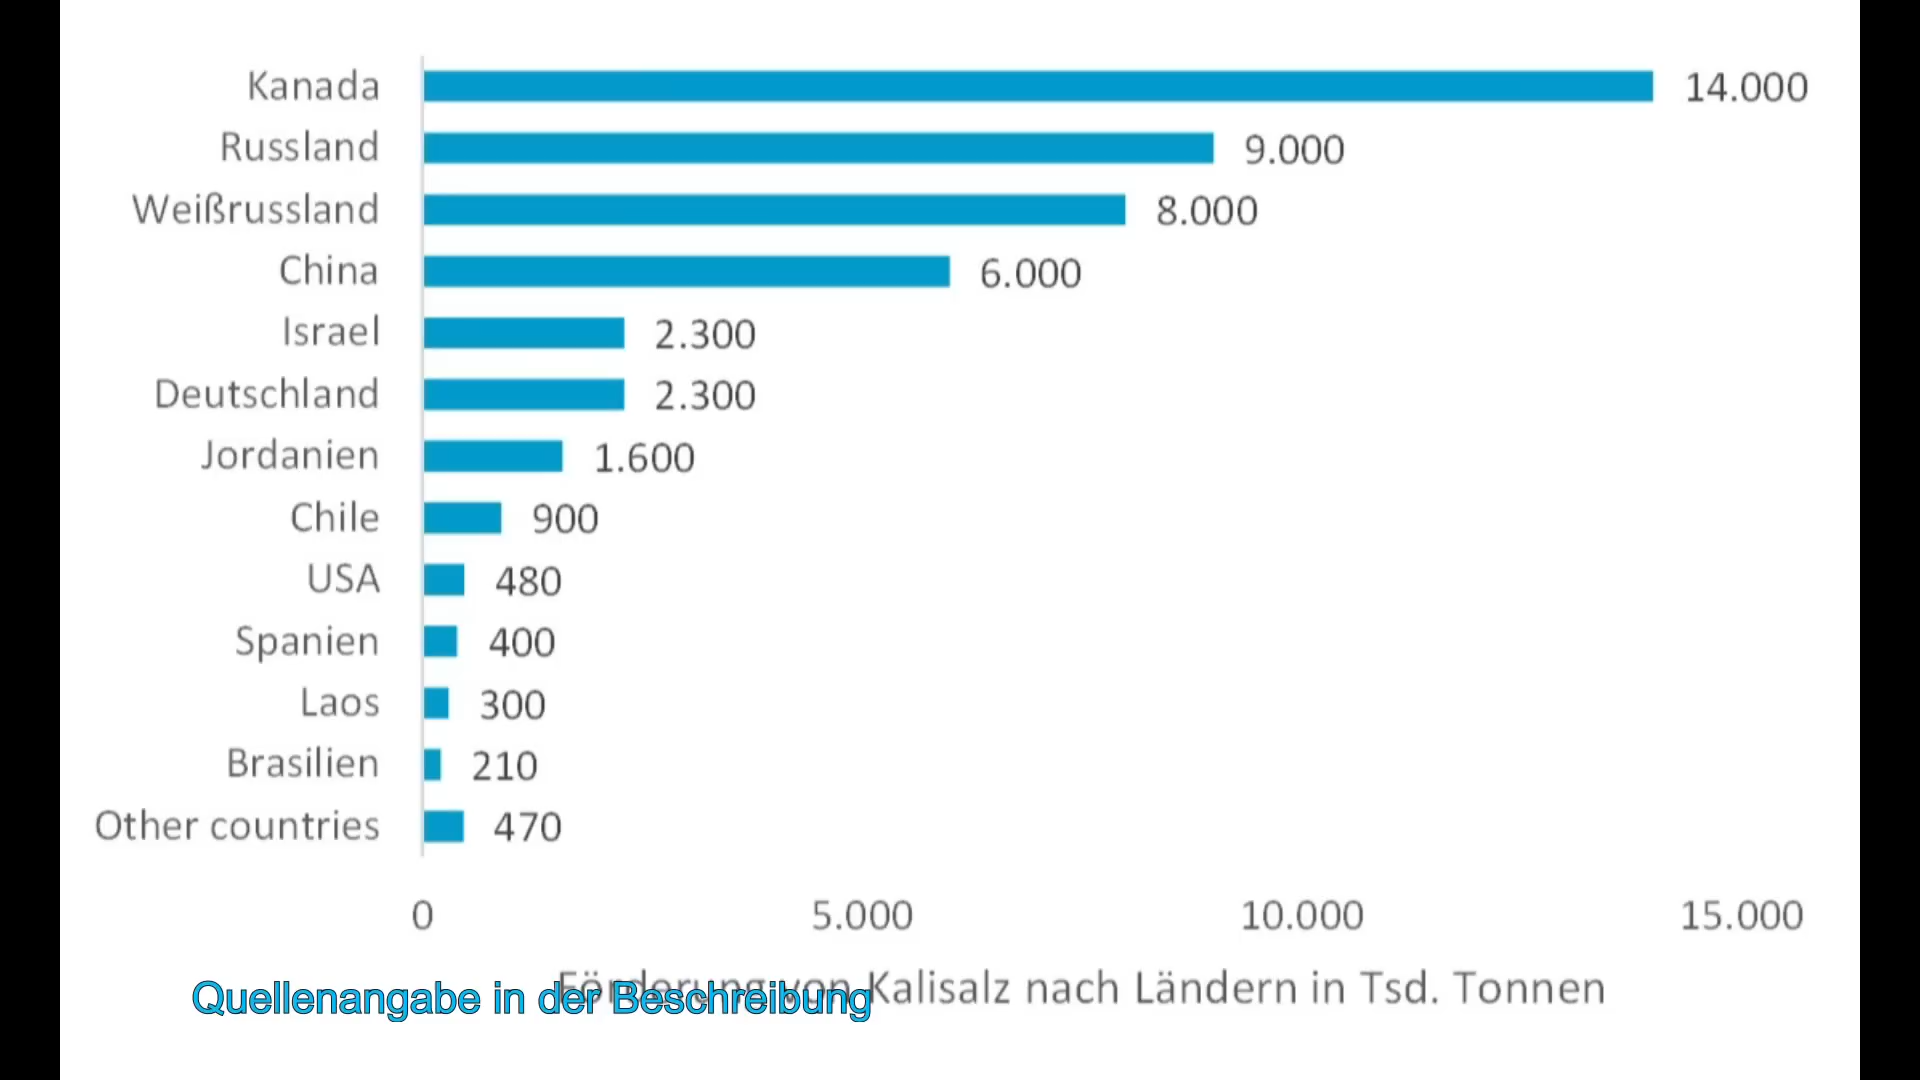 Kanada 14.000
Russland 9.000
Weißrussland 8.000
China 6.000
Israel 2.300
Deutschland 2.300
Jordanien 1.600
Chile 900
USA 480
Spanien 400
Laos 300
Brasilien 210
Other countries 470
0 5.000 10.000 15.000
Förderung von Kalisalz nach Ländern in Tsd. Tonnen
Quellenangabe in der Beschreibung